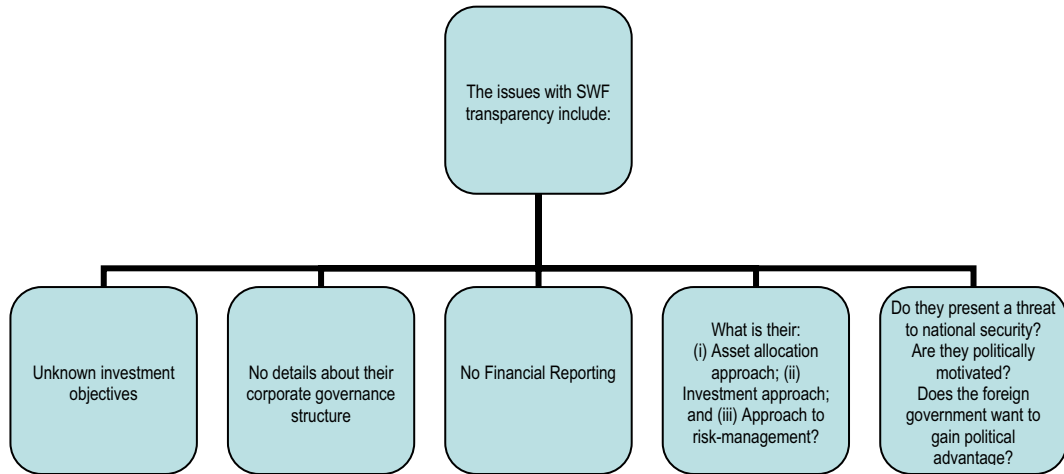 The issues with SWF
transparency include:
Unknown investment
objectives
No details about their
corporate governance
structure
No Financial Reporting
What is their:
(i) Asset allocation
approach; (ii)
Investment approach;
and (iii) Approach to
risk-management?
Do they present a threat
to national security?
Are they politically
motivated?
Does the foreign
government want to
gain political
advantage?